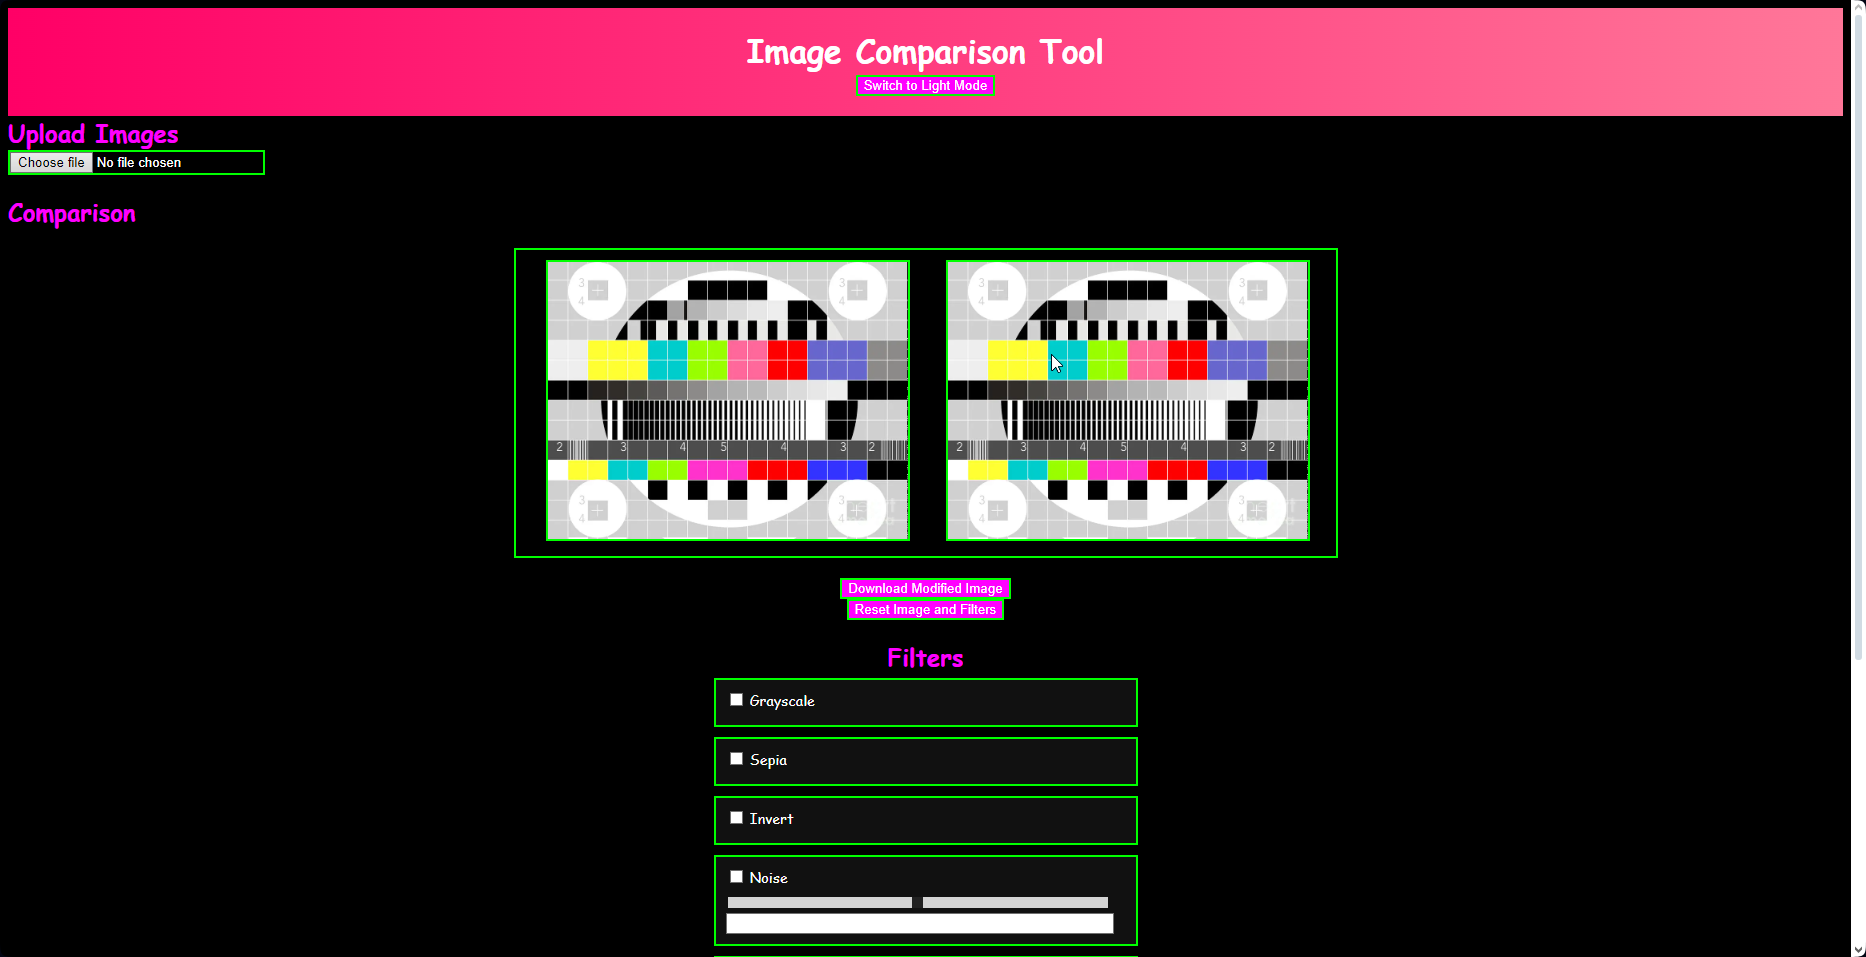 Image Comparison Tool
Switch to Light Mode
Upload Images
Choose file No file chosen
Comparison
3 3 3 3
4 4 4 4
2 3 4 5 4 3 2 2 3 4 5 4 3 2
3 3 3 3
4 4 4 4
Download Modified Image
Reset Image and Filters
Filters
Grayscale
Sepia
Invert
Noise